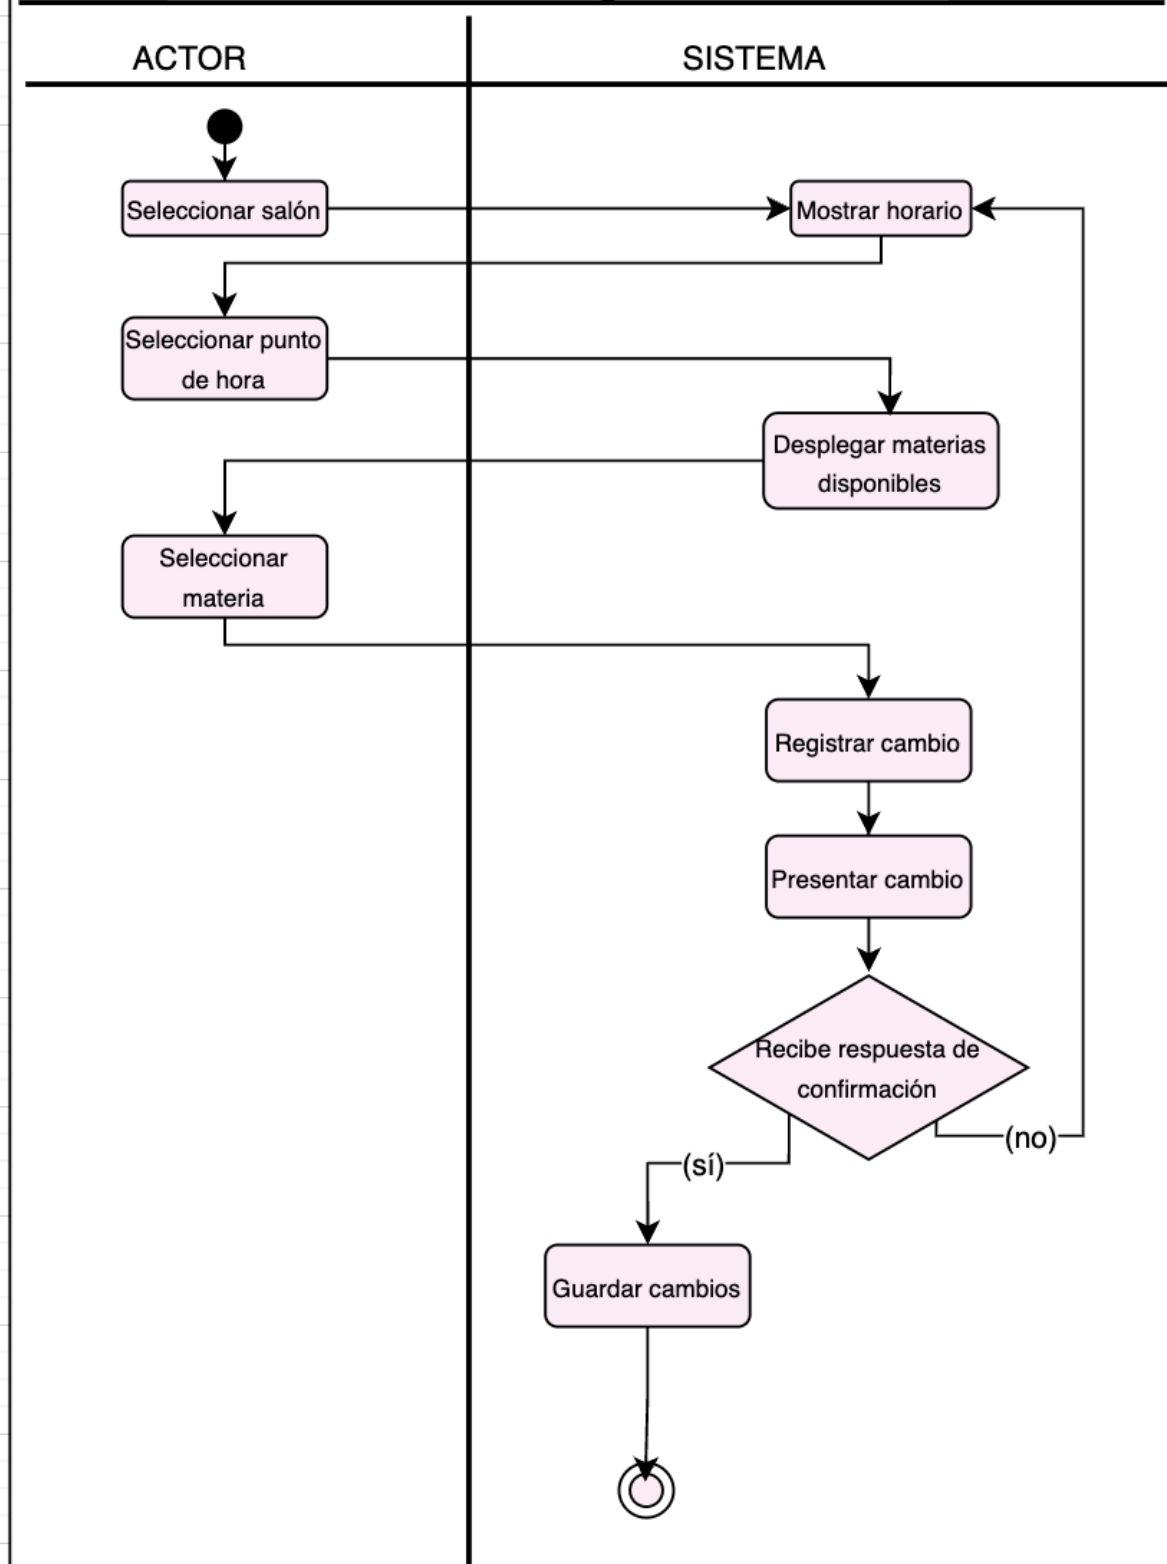 ACTOR
SISTEMA
Seleccionar salón
Mostrar horario
Seleccionar punto
de hora
Desplegar materias
disponibles
Seleccionar
materia
Registrar cambio
Presentar cambio
Recibe respuesta de
confirmación
(no)
(sí)
Guardar cambios